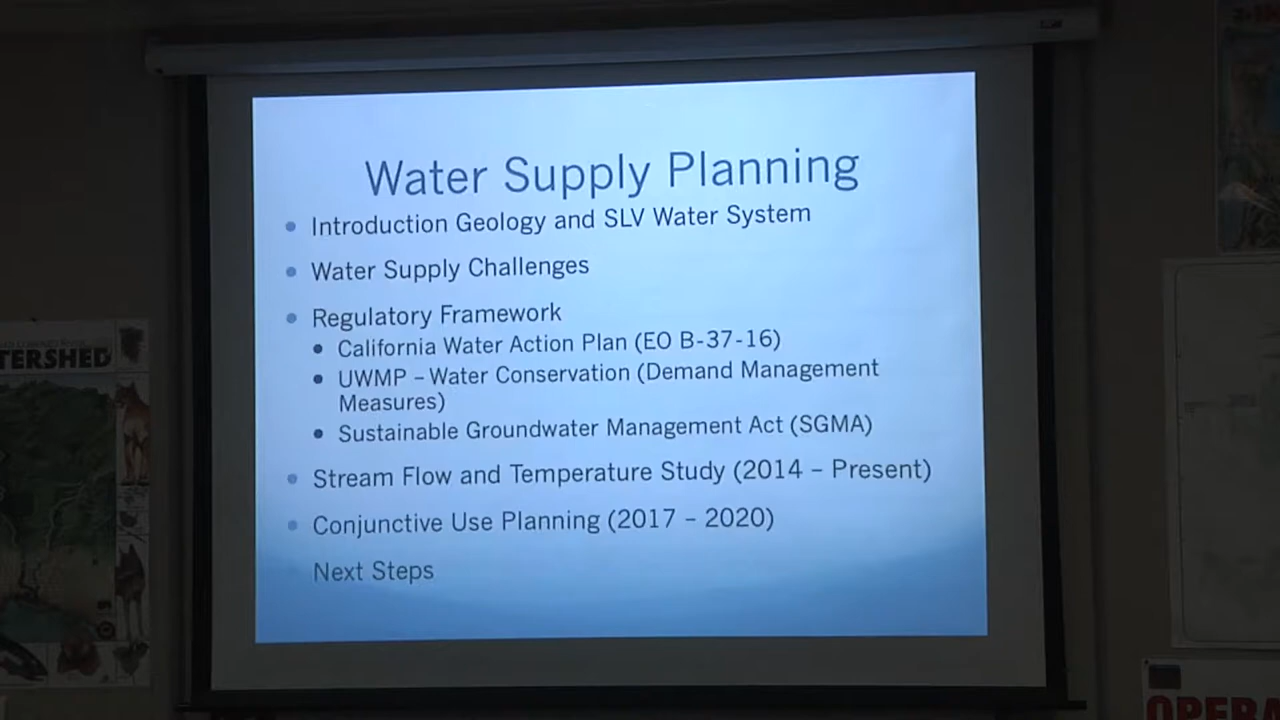 Water Supply Planning
• Introduction Geology and SLV Water System
• Water Supply Challenges
• Regulatory Framework
• California Water Action Plan (EO B-37-16)
• UWMP – Water Conservation (Demand Management
Measures)
• Sustainable Groundwater Management Act (SGMA)
• Stream Flow and Temperature Study (2014 – Present)
• Conjunctive Use Planning (2017 – 2020)
Next Steps
TERSHED
OPERA